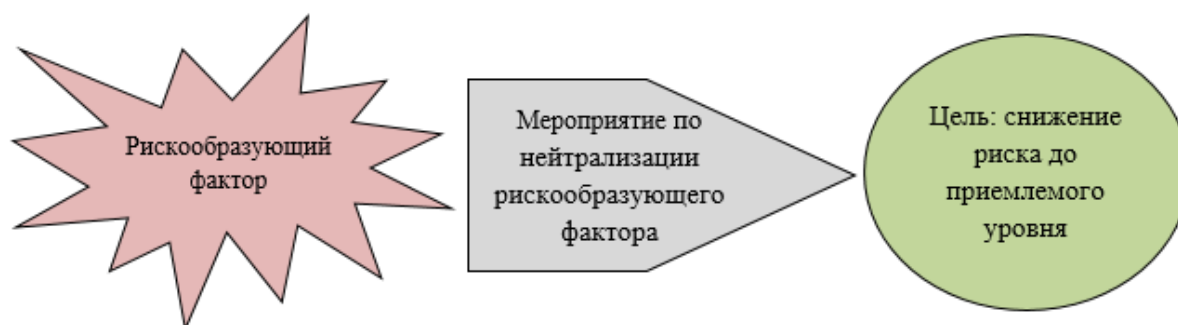 Рискообразующий
фактор
Мероприятие по
нейтрализации
рискообразующего
фактора
Цель: снижение
риска до
приемлемого
уровня